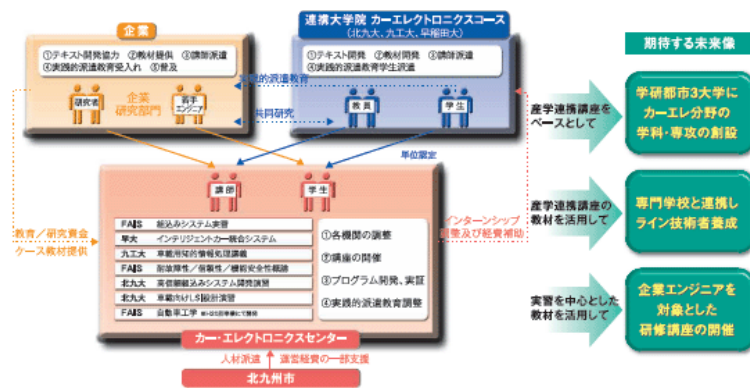 企業
①テキスト開発協力 ②教材提供 ③講師派遣
④実践的派遣教育受入れ ⑤普及
研究者
企業
研究部門
若手
エンジニア
連携大学院 カーエレクトロニクスコース
(北九大、九工大、早稲田大)
①テキスト開発 ②教材開発 ③講師派遣
④実践的派遣教育学生派遣
教員
学生
実践的派遣教育
共同研究
単位認定
講師
学生
FAIS 組込みシステム実習
早大 インテリジェントカー統合システム
九工大 車載用知的情報処理講義
FAIS 耐故障性/信頼性/機能安全性概論
北九大 高信頼組込みシステム開発演習
北九大 車載向けLSI設計演習
FAIS 自動車工学
①各機関の調整
②講座の開催
③プログラム開発、実証
④実践的派遣教育調整
カー・エレクトロニクスセンター
人材派遣
運営経費の一部支援
北九州市
教育/研究資金
ケース教材提供
インターンシップ
調整及び経費補助
産学連携講座を
ベースとして
産学連携講座の
教材を活用して
実習を中心とした
教材を活用して
期待する未来像
学研都市3大学に
カーエレ分野の
学科・専攻の創設
専門学校と連携し
ライン技術者養成
企業エンジニアを
対象とした
研修講座の開催